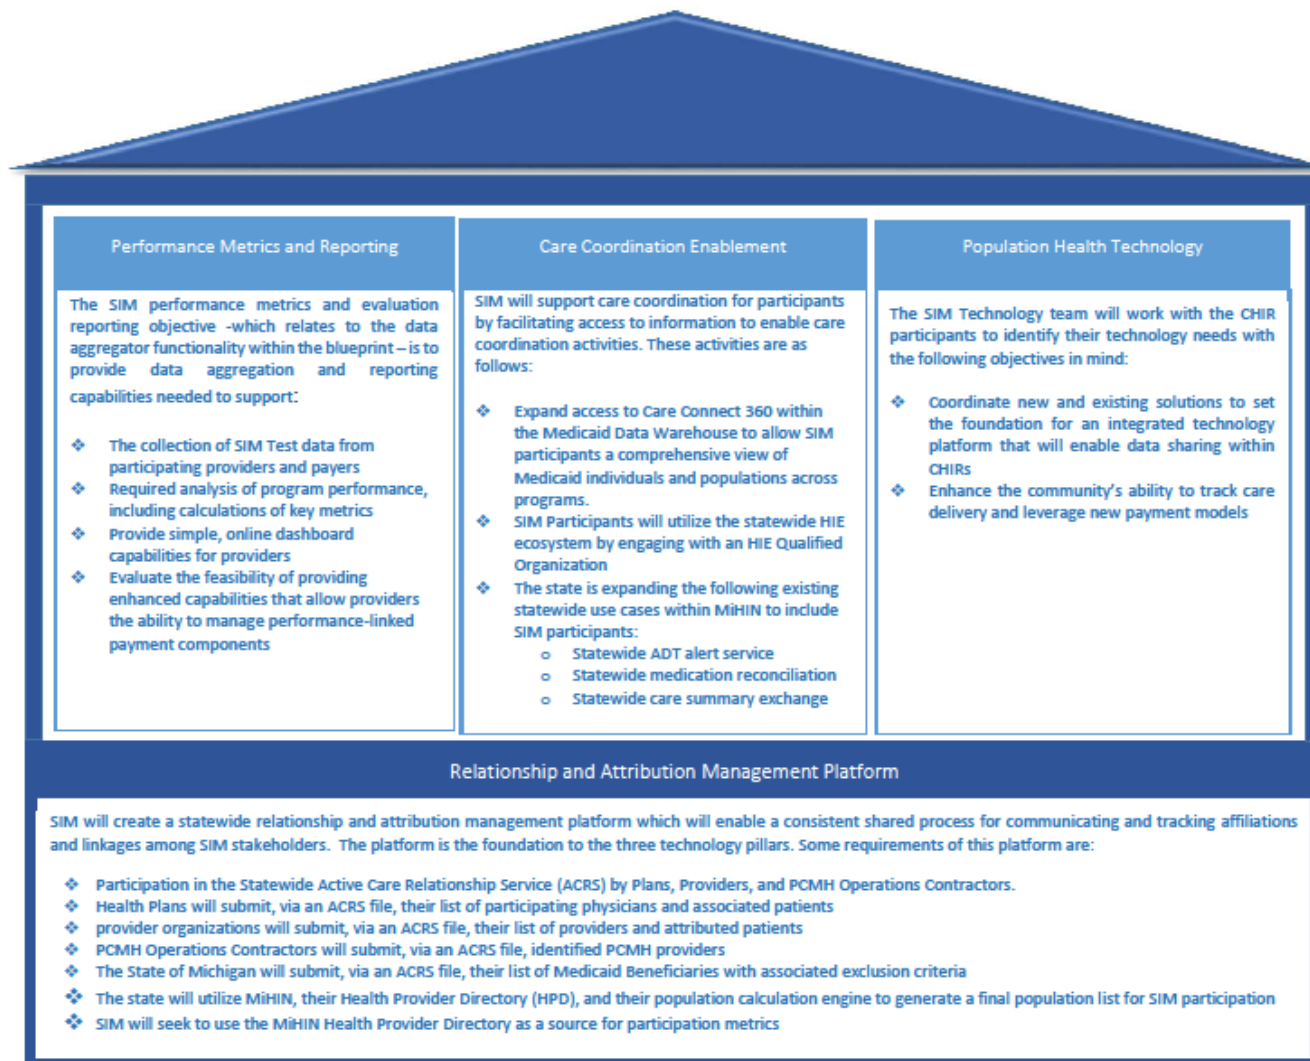 Performance Metrics and Reporting
The SIM performance metrics and evaluation
reporting objective -which relates to the data
aggregator functionality within the blueprint – is to
provide data aggregation and reporting
capabilities needed to support:
❖ The collection of SIM Test data from
participating providers and payers
❖ Required analysis of program performance,
including calculations of key metrics
❖ Provide simple, online dashboard
capabilities for providers
❖ Evaluate the feasibility of providing
enhanced capabilities that allow providers
the ability to manage performance-linked
payment components
Care Coordination Enablement
SIM will support care coordination for participants
by facilitating access to information to enable care
coordination activities. These activities are as
follows:
❖ Expand access to Care Connect 360 within
the Medicaid Data Warehouse to allow SIM
participants a comprehensive view of
Medicaid individuals and populations across
programs.
❖ SIM Participants will utilize the statewide HIE
ecosystem by engaging with an HIE Qualified
Organization
❖ The state is expanding the following existing
statewide use cases within MiHIN to include
SIM participants:
o Statewide ADT alert service
o Statewide medication reconciliation
o Statewide care summary exchange
Population Health Technology
The SIM Technology team will work with the CHIR
participants to identify their technology needs with
the following objectives in mind:
❖ Coordinate new and existing solutions to set
the foundation for an integrated technology
platform that will enable data sharing within
CHIRs
❖ Enhance the community's ability to track care
delivery and leverage new payment models
Relationship and Attribution Management Platform
SIM will create a statewide relationship and attribution management platform which will enable a consistent shared process for communicating and tracking affiliations
and linkages among SIM stakeholders. The platform is the foundation to the three technology pillars. Some requirements of this platform are:
❖ Participation in the Statewide Active Care Relationship Service (ACRS) by Plans, Providers, and PCMH Operations Contractors.
❖ Health Plans will submit, via an ACRS file, their list of participating physicians and associated patients
❖ provider organizations will submit, via an ACRS file, their list of providers and attributed patients
❖ PCMH Operations Contractors will submit, via an ACRS file, identified PCMH providers
❖ The State of Michigan will submit, via an ACRS file, their list of Medicaid Beneficiaries with associated exclusion criteria
❖ The state will utilize MiHIN, their Health Provider Directory (HPD), and their population calculation engine to generate a final population list for SIM participation
❖ SIM will seek to use the MiHIN Health Provider Directory as a source for participation metrics